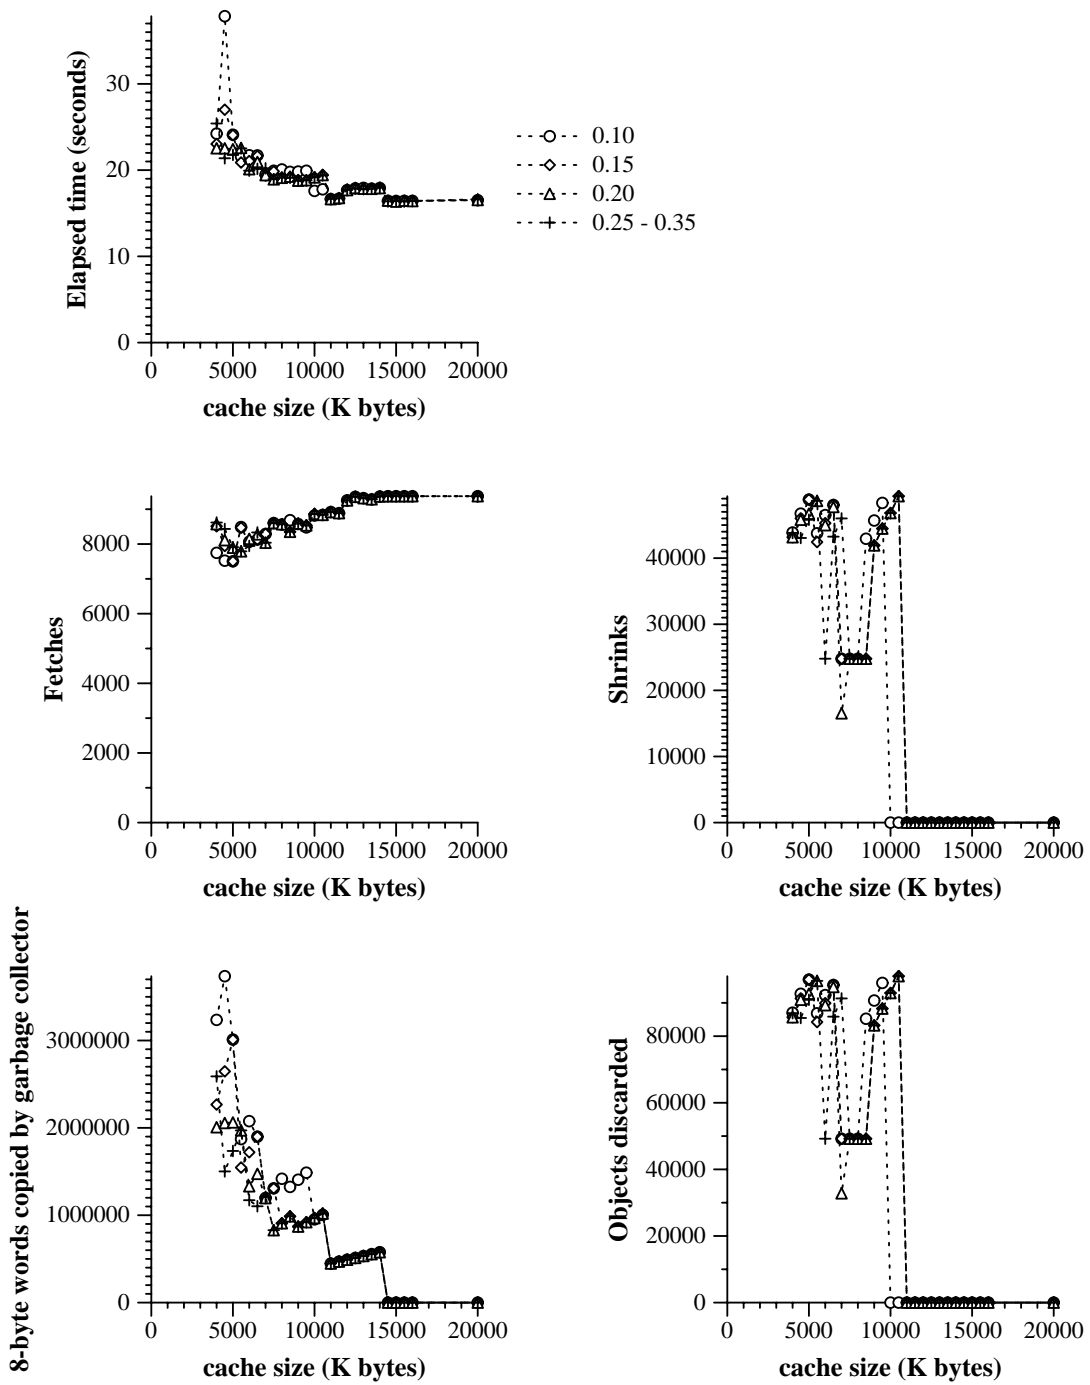 30
20
10
0
Elapsed time (seconds)
0 5000 10000 15000 20000
cache size (K bytes)
0.10
0.15
0.20
0.25 - 0.35
8000
6000
4000
2000
0
Fetches
0 5000 10000 15000 20000
cache size (K bytes)
40000
30000
20000
10000
0
Shrinks
0 5000 10000 15000 20000
cache size (K bytes)
3000000
2000000
1000000
0
8-byte words copied by garbage collector
0 5000 10000 15000 20000
cache size (K bytes)
80000
60000
40000
20000
0
Objects discarded
0 5000 10000 15000 20000
cache size (K bytes)